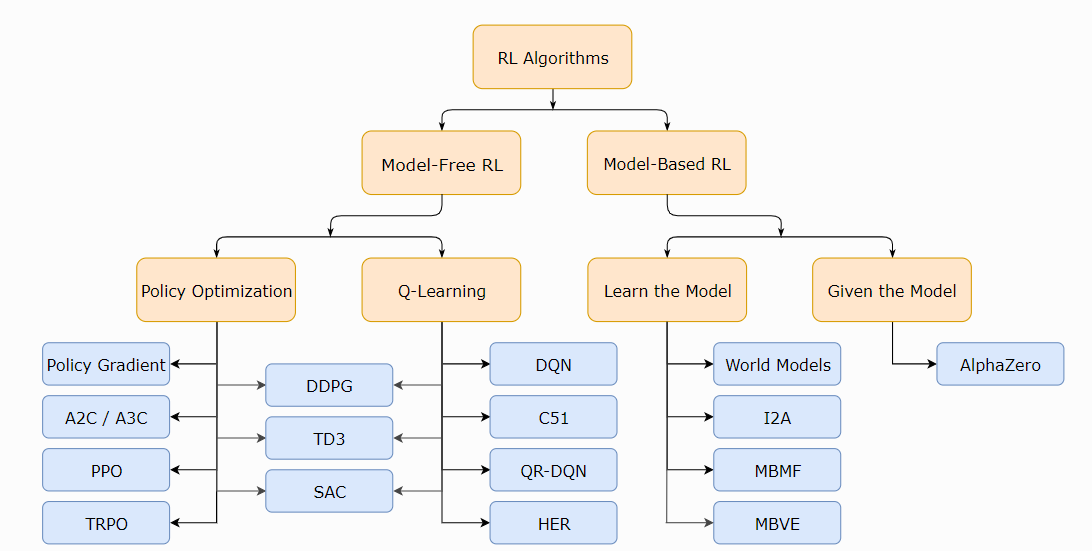 RL Algorithms
Model-Free RL
Model-Based RL
Policy Optimization
Q-Learning
Learn the Model
Given the Model
Policy Gradient
DDPG
DQN
World Models
AlphaZero
A2C / A3C
TD3
C51
I2A
PPO
SAC
QR-DQN
MBMF
TRPO
HER
MBVE